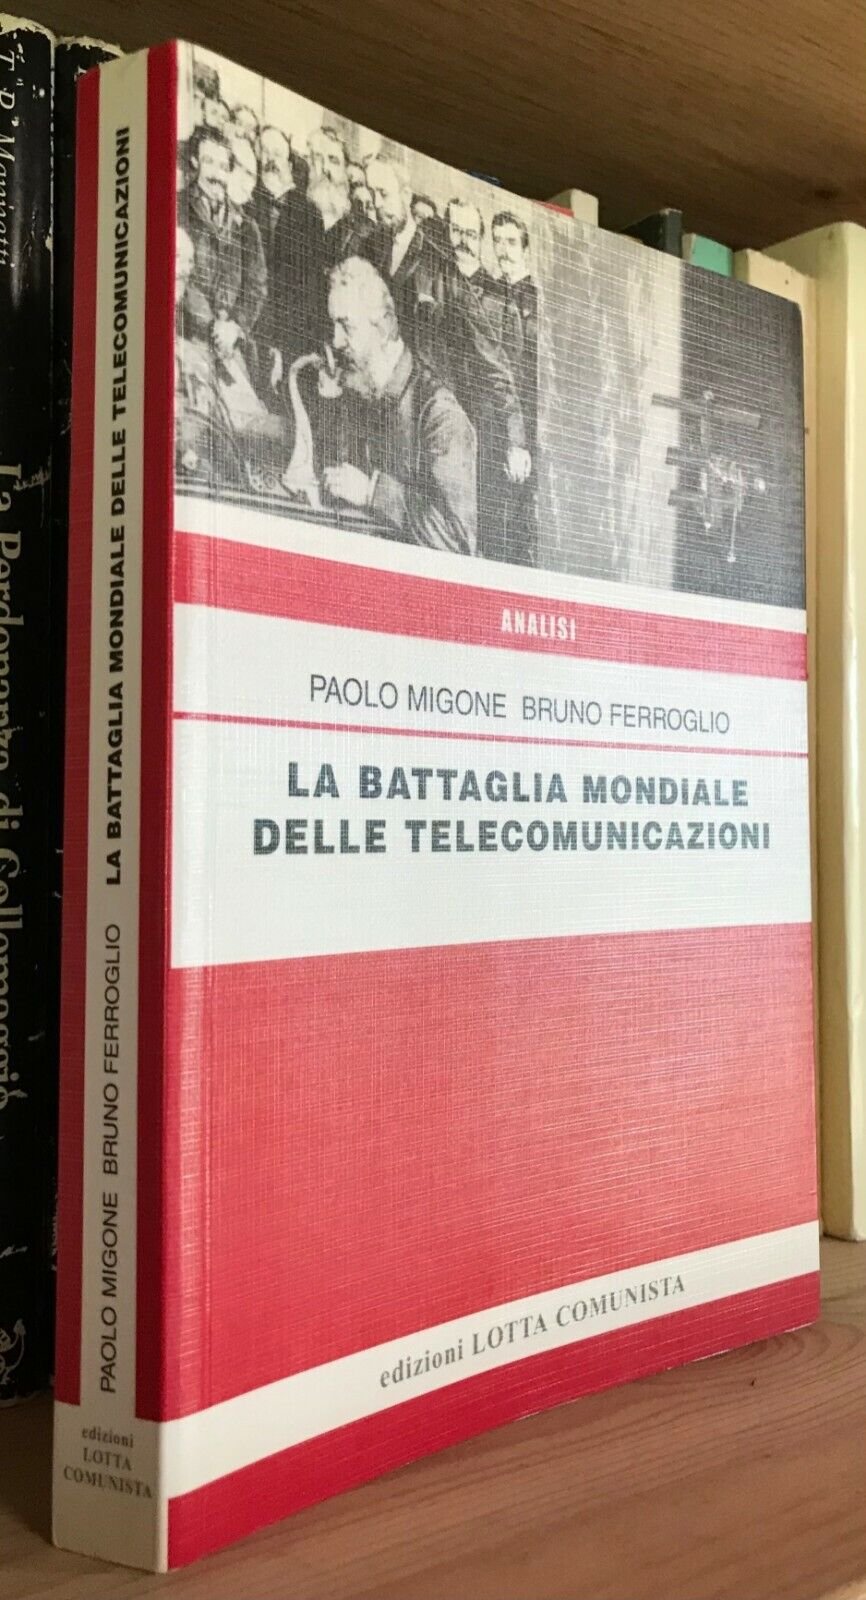 ANALISI
PAOLO MIGONE BRUNO FERROGLIO
LA BATTAGLIA MONDIALE
DELLE TELECOMUNICAZIONI
edizioni LOTTA COMUNISTA
PAOLO MIGONE BRUNO FERROGLIO LA BATTAGLIA MONDIALE DELLE TELECOMUNICAZIONI
edizioni
LOTTA
COMUNISTA